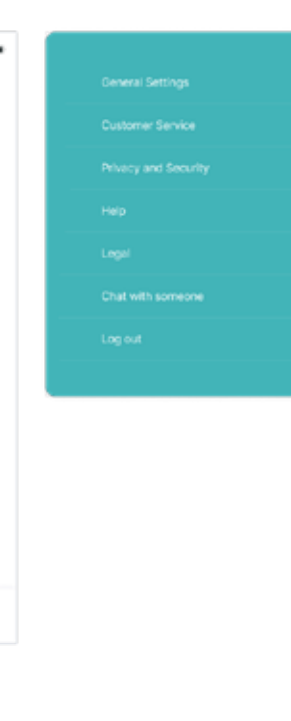 General Settings
Customer Service
Privacy and Security
Help
Legal
Chat with someone
Log out